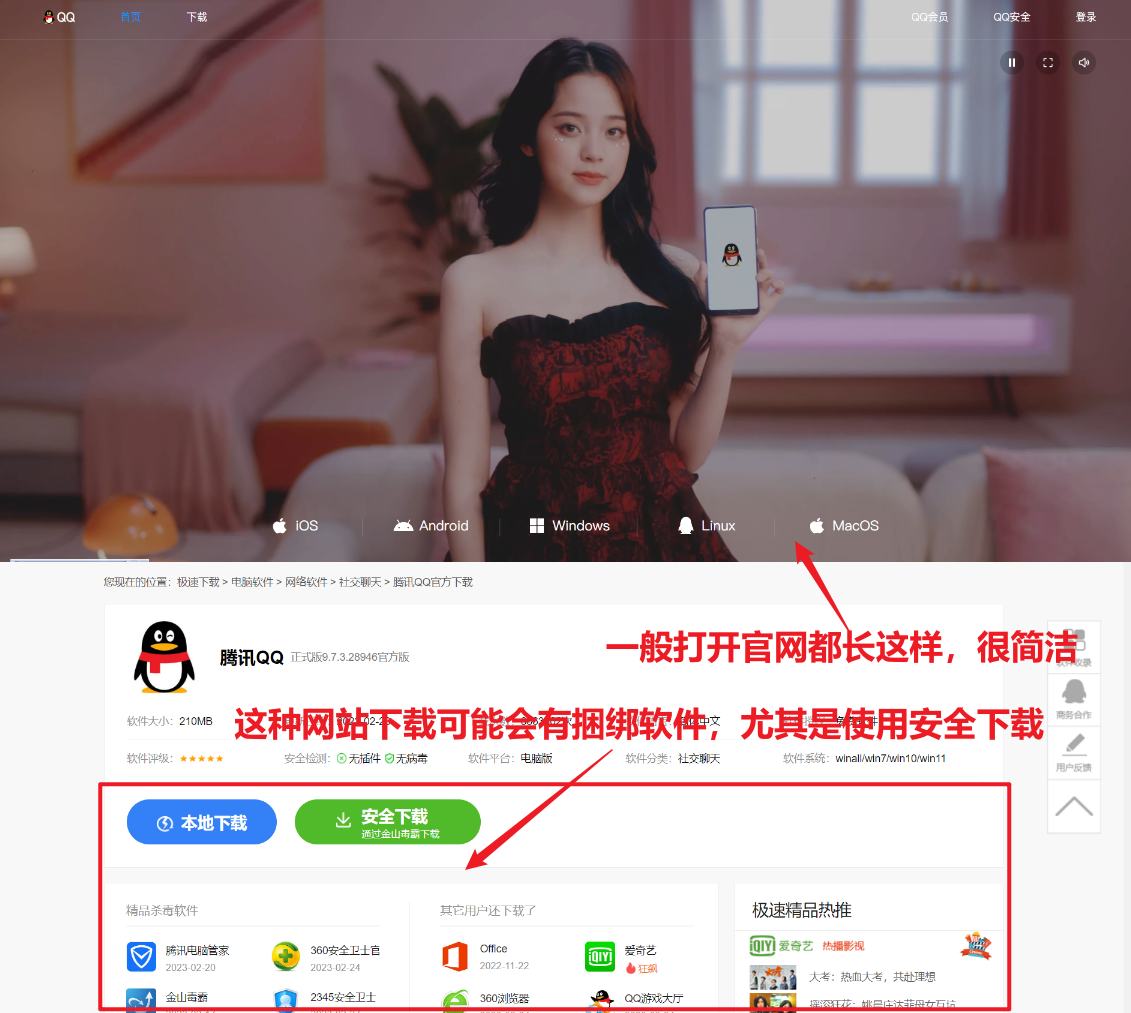 QQ 首页 下载 QQ会员 QQ安全 登录
iOS Android Windows Linux MacOS
您现在的位置：极速下载 > 电脑软件 > 网络软件 > 社交聊天 > 腾讯QQ官方下载
一般打开官网都长这样，很简洁
腾讯QQ 正式版9.7.3.28946官方版
这种网站下载可能会有捆绑软件，尤其是使用安全下载
软件大小：210MB
商务合作
软件评级： 安全检测：无插件 无病毒 软件平台：电脑版 软件分类：社交聊天 软件系统：winall/win7/win10/win11
用户反馈
本地下载
安全下载
通过金山毒霸下载
精品杀毒软件 其它用户还下载了 极速精品热推
腾讯电脑管家
2023-02-20
360安全卫士官
2023-02-24
Office
2022-11-22
爱奇艺
狂飙
iQIYI 爱奇艺 热播影视
大考：热血大考，共赴理想
金山毒霸 2345安全卫士 360浏览器 QQ游戏大厅